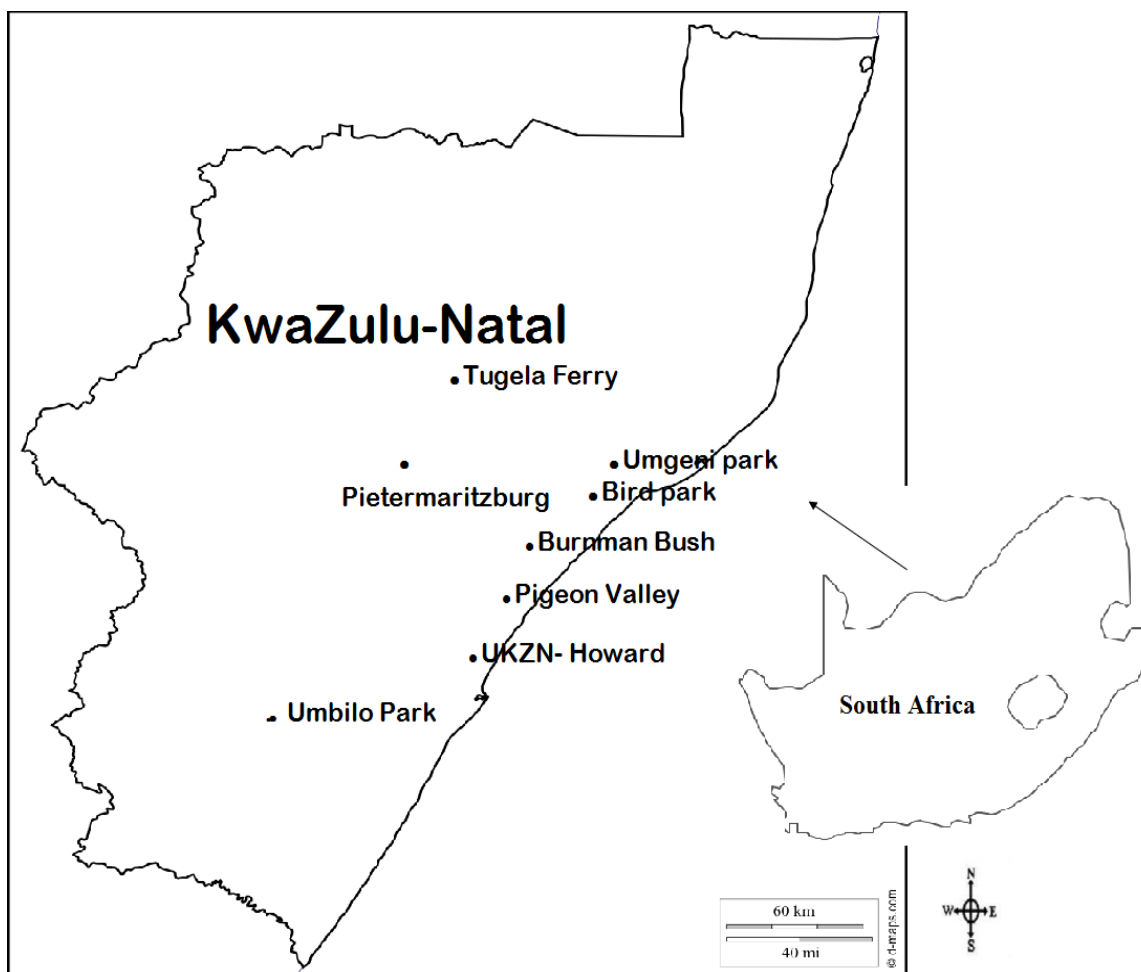 KwaZulu-Natal
Tugela Ferry
Umgeni park
Pietermaritzburg
Bird park
Burnman Bush
Pigeon Valley
UKZN- Howard
Umbilo Park
South Africa
60 km
40 mi
© d-maps.com
N
W E
S